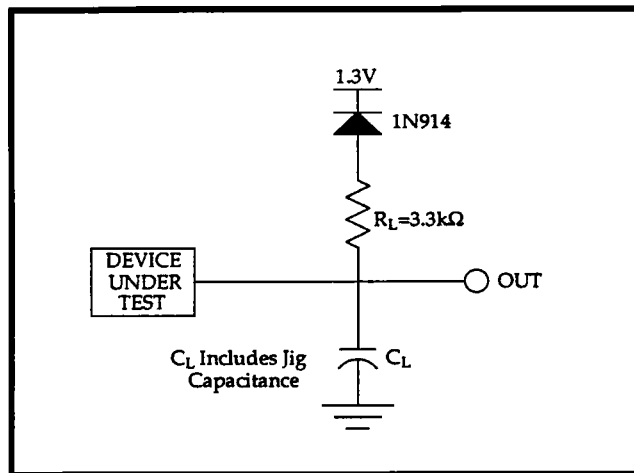 1.3V
1N914
R_L=3.3kΩ
DEVICE
UNDER
TEST
OUT
C_L Includes Jig
Capacitance
C_L